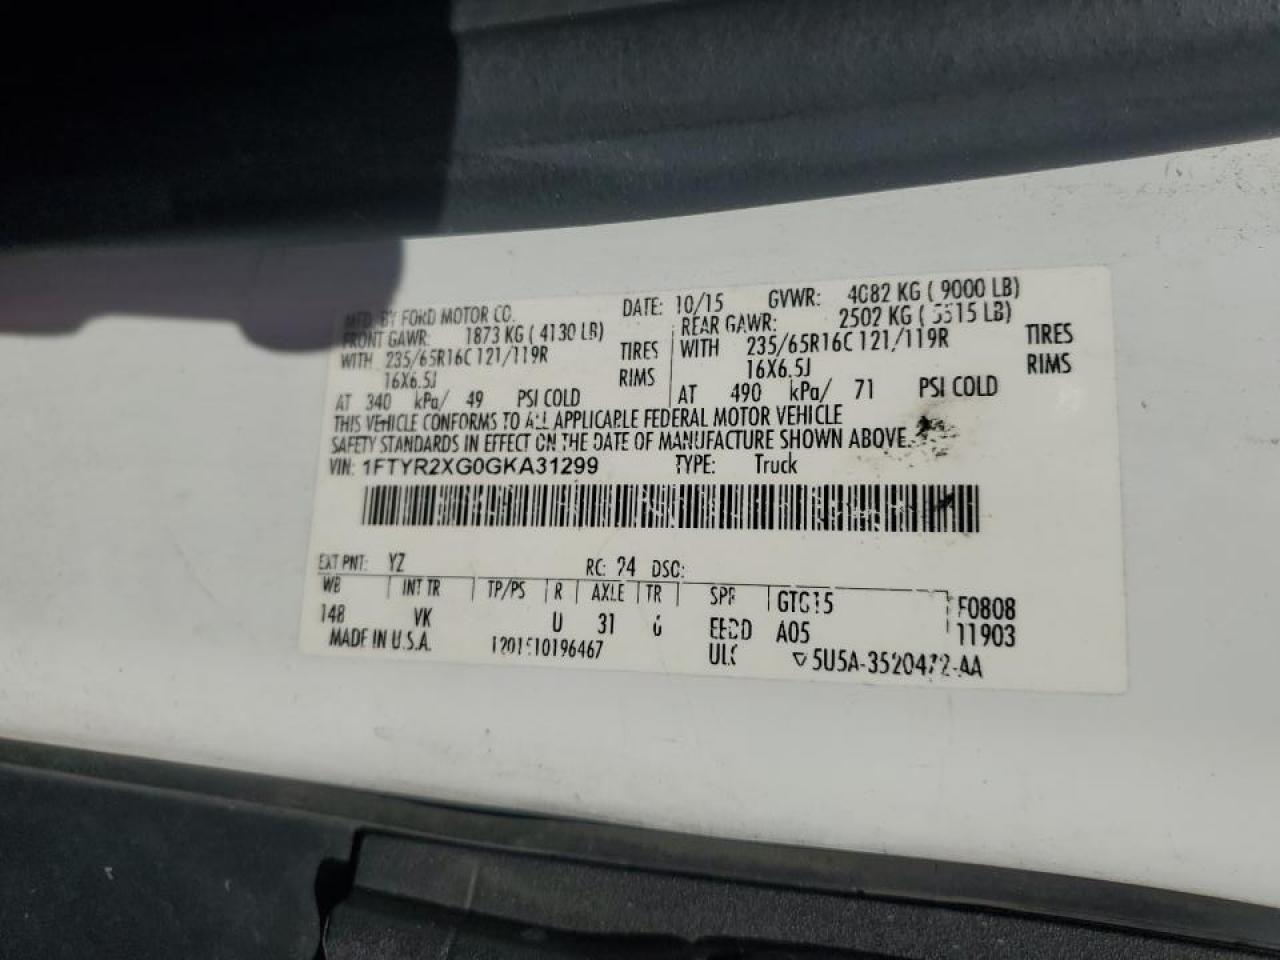 MFD. BY FORD MOTOR CO. DATE: 10/15 GVWR: 4082 KG ( 9000 LB)
FRONT GAWR: 1873 KG ( 4130 LB) REAR GAWR: 2502 KG ( 5515 LB)
WITH 235/65R16C 121/119R TIRES WITH 235/65R16C 121/119R TIRES
16X6.5J RIMS 16X6.5J RIMS
AT 340 kPa/ 49 PSI COLD AT 490 kPa/ 71 PSI COLD
THIS VEHICLE CONFORMS TO ALL APPLICABLE FEDERAL MOTOR VEHICLE
SAFETY STANDARDS IN EFFECT ON THE DATE OF MANUFACTURE SHOWN ABOVE.
VIN: 1FTYR2XG0GKA31299 TYPE: Truck
EXT PNT: YZ RC: 24 DSO:
WB INT TR TP/PS R AXLE TR SPR GTC15 F0808
148 VK U 31 6 A05 11903
MADE IN U.S.A. 1201510196467 ▽5U5A-3520472-AA